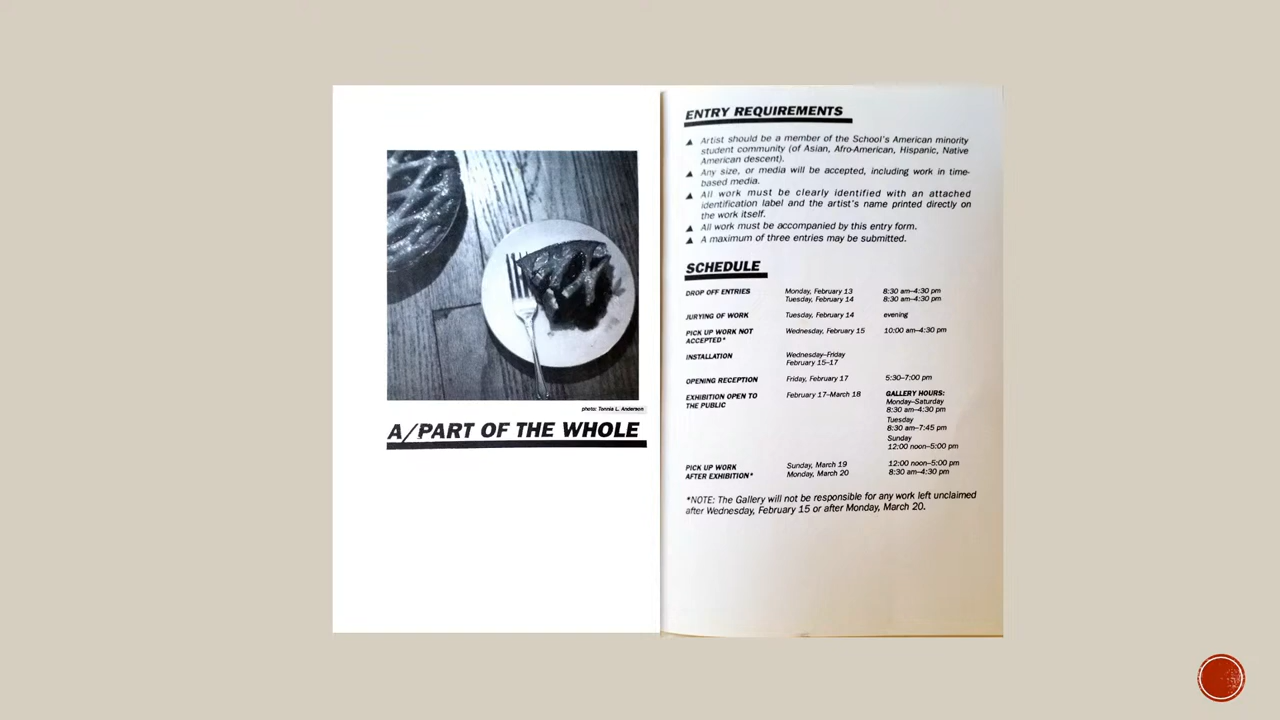 photo: Tonnia L. Anderson
A/PART OF THE WHOLE
ENTRY REQUIREMENTS
▲ Artist should be a member of the School's American minority
student community (of Asian, Afro-American, Hispanic, Native
American descent).
▲ Any size, or media will be accepted, including work in time-
based media.
▲ All work must be clearly identified with an attached
identification label and the artist's name printed directly on
the work itself.
▲ All work must be accompanied by this entry form.
▲ A maximum of three entries may be submitted.
SCHEDULE
DROP OFF ENTRIES Monday, February 13 8:30 am–4:30 pm
Tuesday, February 14 8:30 am–4:30 pm
JURYING OF WORK Tuesday, February 14 evening
PICK UP WORK NOT Wednesday, February 15 10:00 am–4:30 pm
ACCEPTED*
INSTALLATION Wednesday–Friday
February 15–17
OPENING RECEPTION Friday, February 17 5:30–7:00 pm
EXHIBITION OPEN TO February 17–March 18 GALLERY HOURS:
THE PUBLIC Monday–Saturday
8:30 am–4:30 pm
Tuesday
8:30 am–7:45 pm
Sunday
12:00 noon–5:00 pm
PICK UP WORK Sunday, March 19 12:00 noon–5:00 pm
AFTER EXHIBITION* Monday, March 20 8:30 am–4:30 pm
*NOTE: The Gallery will not be responsible for any work left unclaimed
after Wednesday, February 15 or after Monday, March 20.